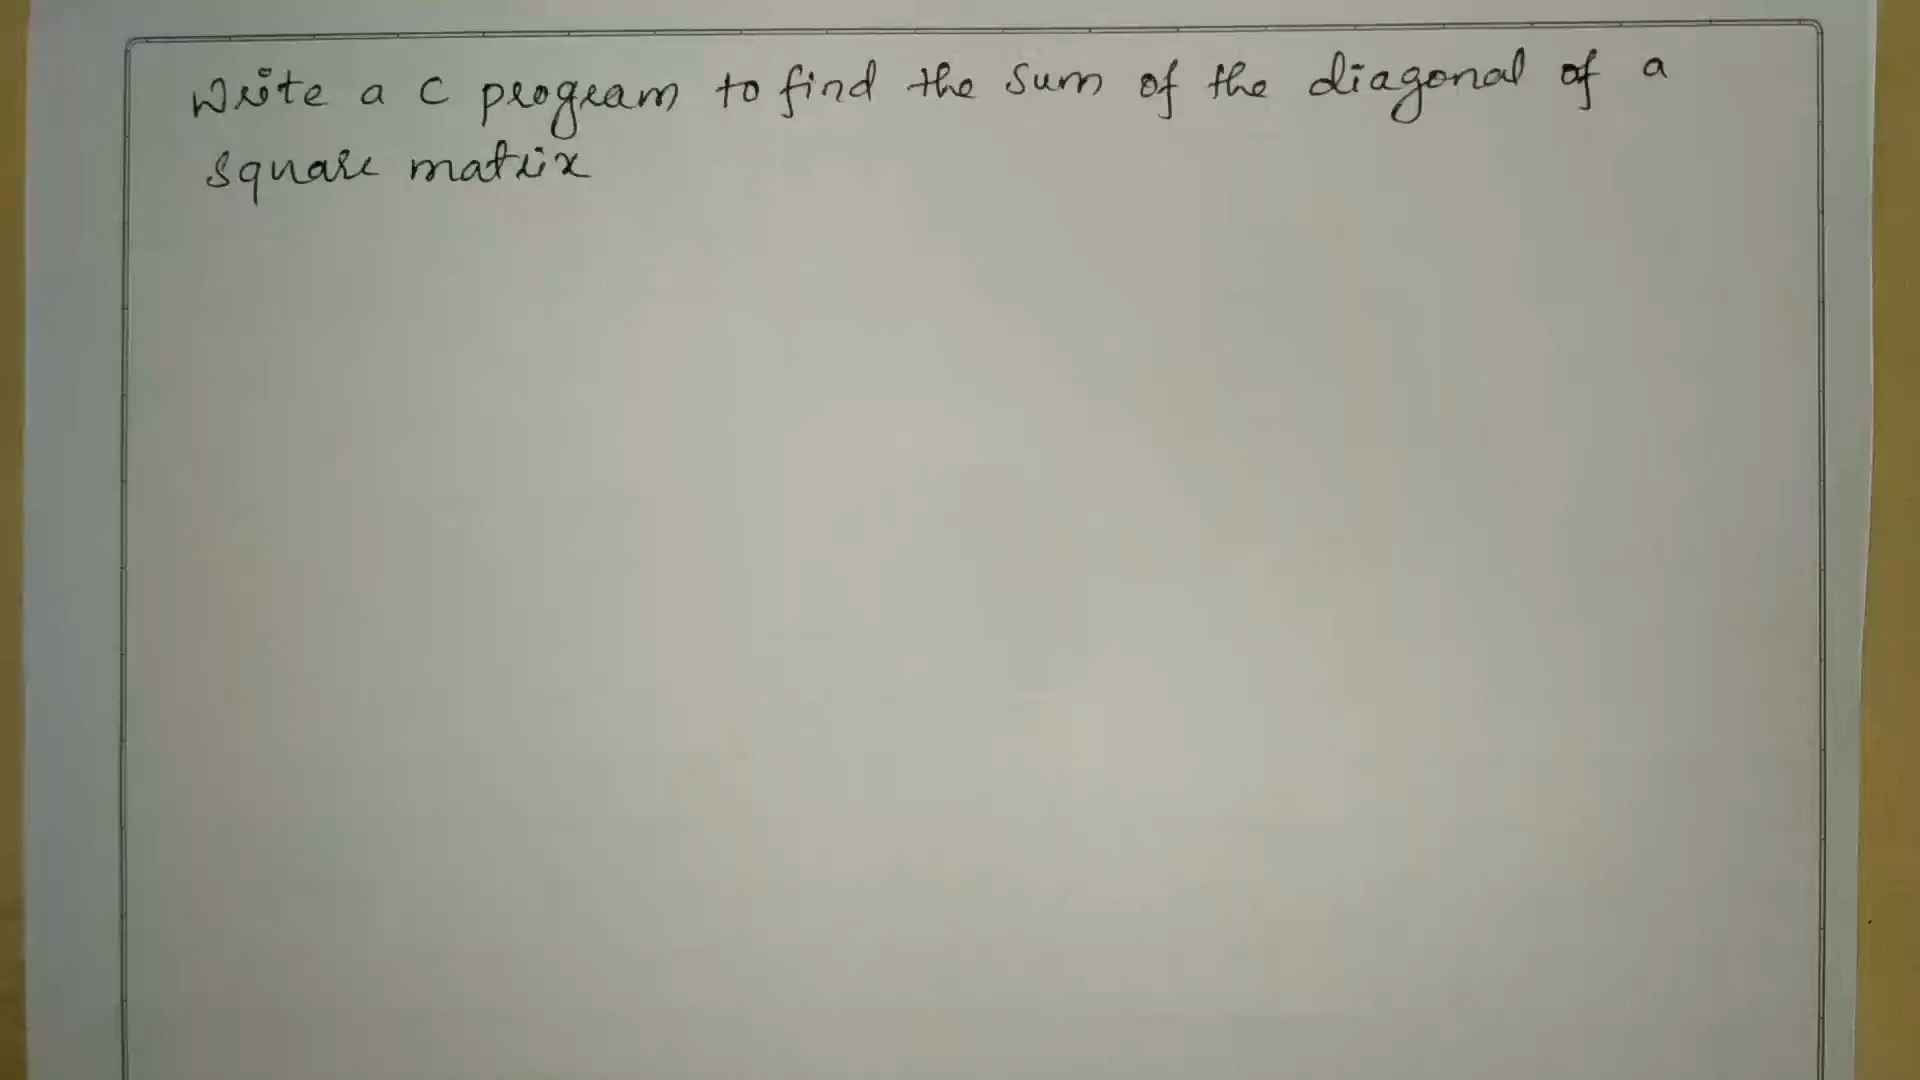 Write a C program to find the sum of the diagonal of a
square matrix